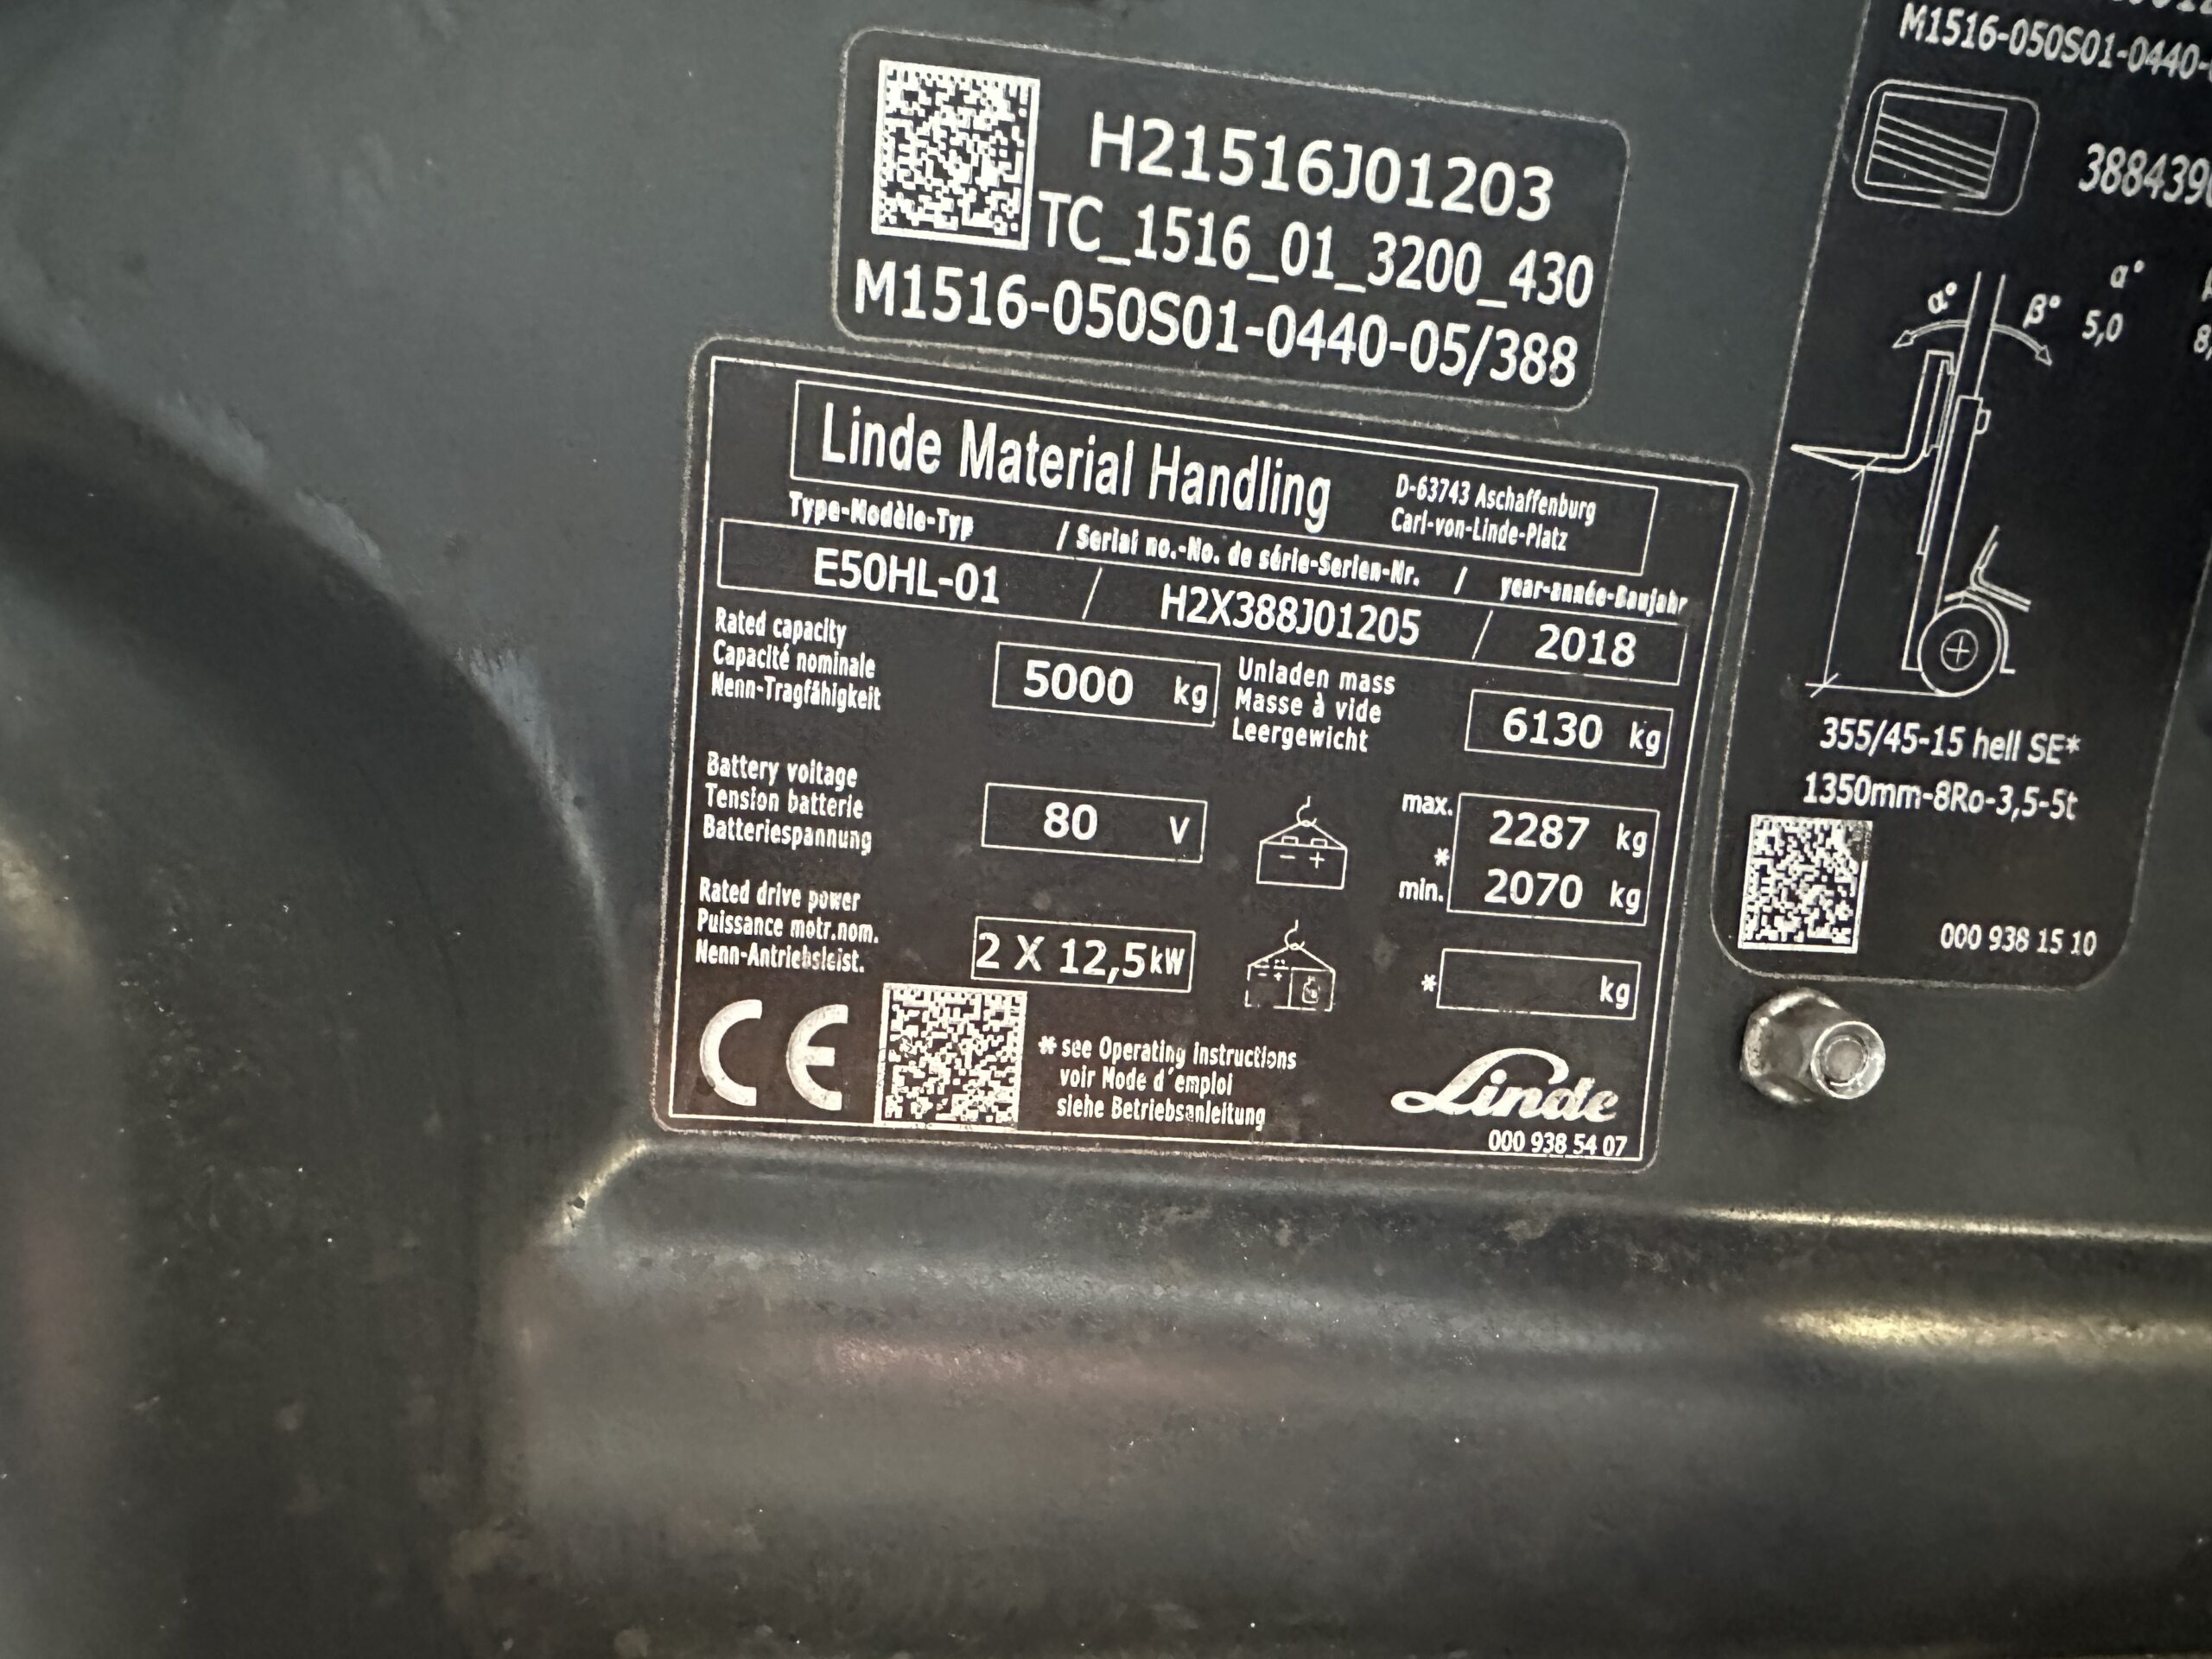 H21516J01203
TC_1516_01_3200_430
M1516-050S01-0440-05/388
Linde Material Handling
D-63743 Aschaffenburg
Carl-von-Linde-Platz
Type-Modèle-Typ / Serial no.-No. de série-Serien-Nr. / year-année-Baujahr
E50HL-01 / H2X388J01205 / 2018
Rated capacity
Capacité nominale
Nenn-Tragfähigkeit
5000 kg
Unladen mass
Masse à vide
Leergewicht
6130 kg
Battery voltage
Tension batterie
Batteriespannung
80 V
- +
max. 2287 kg
*
min. 2070 kg
Rated drive power
Puissance motr.nom.
Nenn-Antriebsleist.
2 X 12,5kW
- +
* kg
CE
* see Operating instructions
voir Mode d'emploi
siehe Betriebsanleitung
Linde
000 938 54 07
M1516-050S01-0440-
388439
α°
α° β°
5,0 8,
355/45-15 hell SE*
1350mm-8Ro-3,5-5t
000 938 15 10